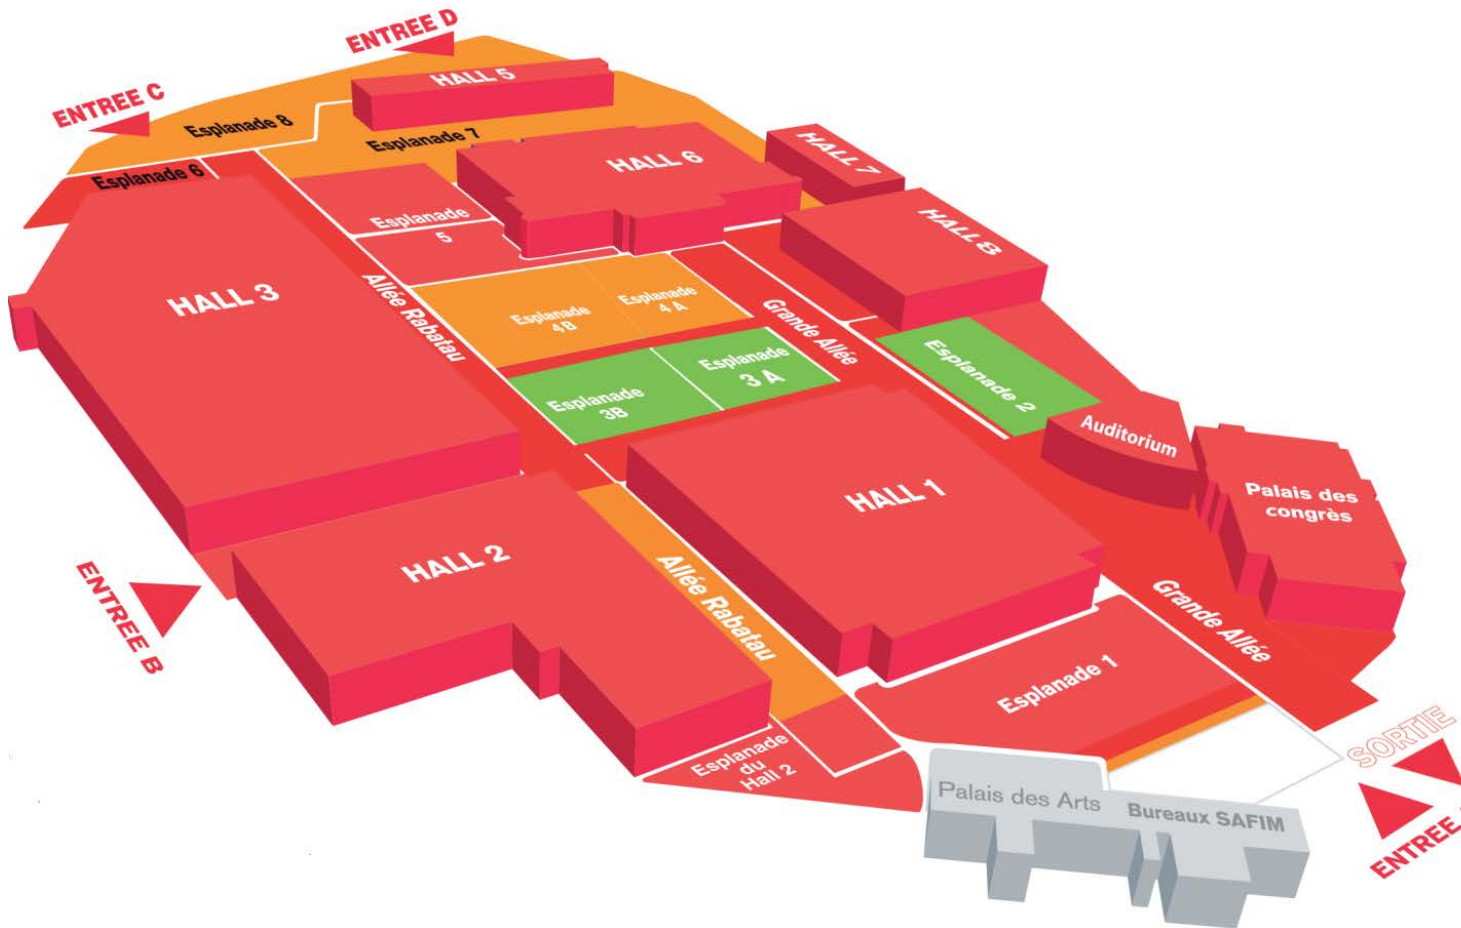 ENTREE D
HALL 5
ENTREE C
Esplanade 8
Esplanade 7
HALL 6
HALL 7
Esplanade 6
Esplanade
5
HALL 8
HALL 3
Allée Rabatau
Esplanade
4 B
Esplanade
4 A
Grande Allée
Esplanade
3B
Esplanade
3 A
Esplanade 2
Auditorium
Palais des
congrès
HALL 1
HALL 2
ENTREE B
Allée Rabatau
Grande Allée
Esplanade 1
Esplanade
du
Hall 2
SORTIE
Palais des Arts
Bureaux SAFIM
ENTREE